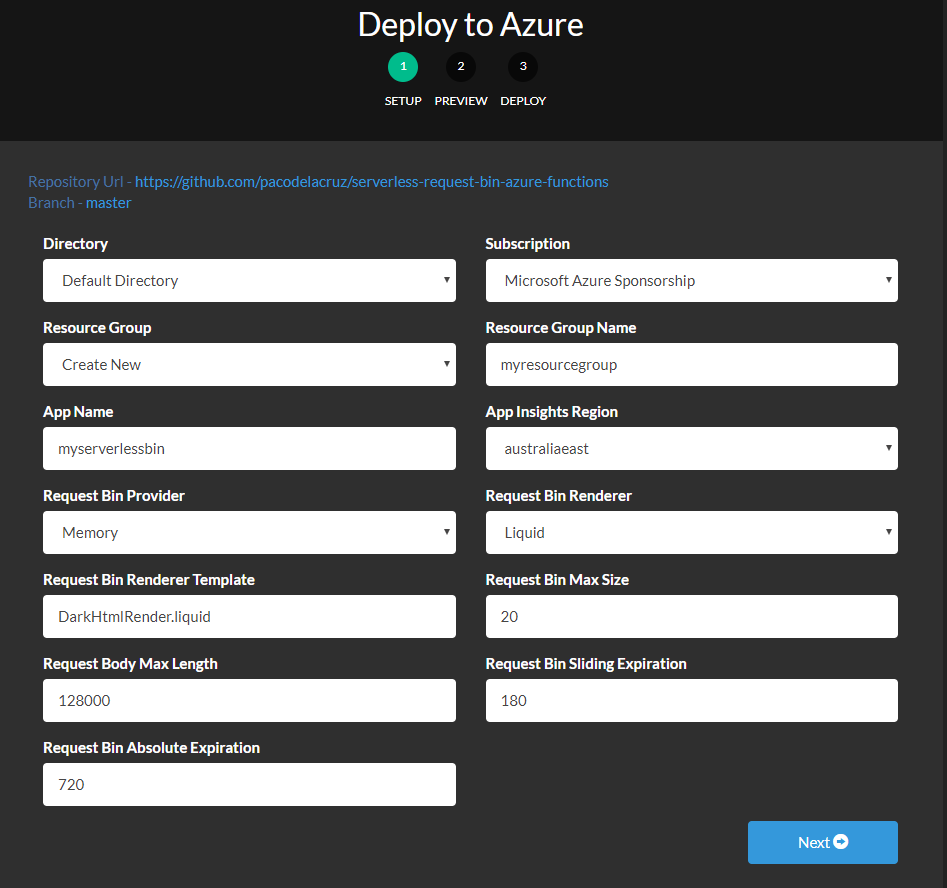 Deploy to Azure
1 2 3
SETUP PREVIEW DEPLOY
Repository Url - https://github.com/pacodelacruz/serverless-request-bin-azure-functions
Branch - master
Directory Subscription
Default Directory Microsoft Azure Sponsorship
Resource Group Resource Group Name
Create New myresourcegroup
App Name App Insights Region
myserverlessbin australiaeast
Request Bin Provider Request Bin Renderer
Memory Liquid
Request Bin Renderer Template Request Bin Max Size
DarkHtmlRender.liquid 20
Request Body Max Length Request Bin Sliding Expiration
128000 180
Request Bin Absolute Expiration
720
Next